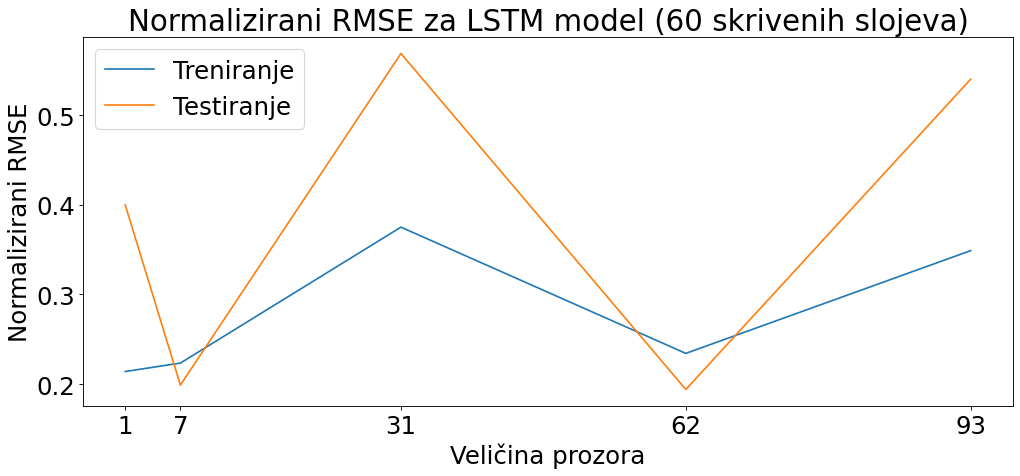 Normalizirani RMSE za LSTM model (60 skrivenih slojeva)
Treniranje
Testiranje
Normalizirani RMSE
0.5
0.4
0.3
0.2
1 7 31 62 93
Veličina prozora